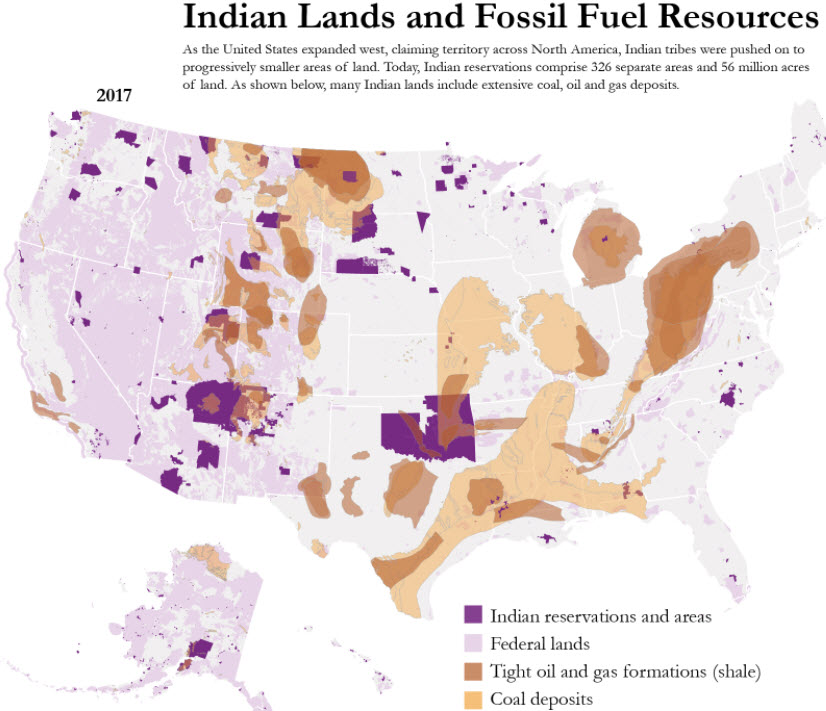 Indian Lands and Fossil Fuel Resources
As the United States expanded west, claiming territory across North America, Indian tribes were pushed on to
progressively smaller areas of land. Today, Indian reservations comprise 326 separate areas and 56 million acres
of land. As shown below, many Indian lands include extensive coal, oil and gas deposits.
2017
Indian reservations and areas
Federal lands
Tight oil and gas formations (shale)
Coal deposits